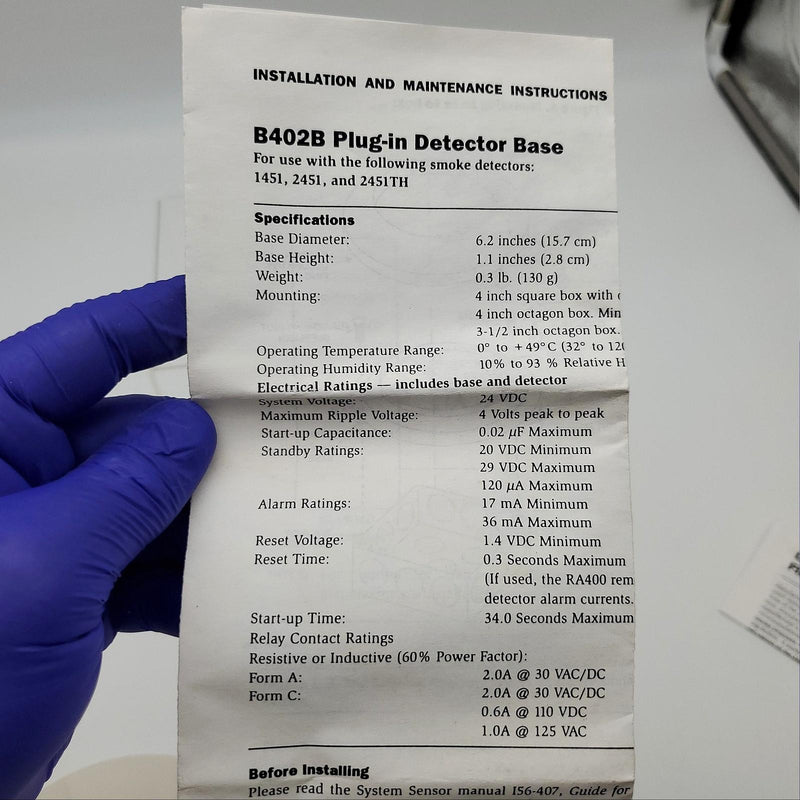 INSTALLATION AND MAINTENANCE INSTRUCTIONS
B402B Plug-in Detector Base
For use with the following smoke detectors:
1451, 2451, and 2451TH
Specifications
Base Diameter: 6.2 inches (15.7 cm)
Base Height: 1.1 inches (2.8 cm)
Weight: 0.3 lb. (130 g)
Mounting: 4 inch square box with
4 inch octagon box. Min
3-1/2 inch octagon box.
Operating Temperature Range: 0° to +49°C (32° to 12
Operating Humidity Range: 10% to 93 % Relative H
Electrical Ratings — includes base and detector
System Voltage: 24 VDC
Maximum Ripple Voltage: 4 Volts peak to peak
Start-up Capacitance: 0.02 μF Maximum
Standby Ratings: 20 VDC Minimum
29 VDC Maximum
120 μA Maximum
Alarm Ratings: 17 mA Minimum
36 mA Maximum
Reset Voltage: 1.4 VDC Minimum
Reset Time: 0.3 Seconds Maximum
(If used, the RA400 rem
detector alarm currents.
Start-up Time: 34.0 Seconds Maximum
Relay Contact Ratings
Resistive or Inductive (60% Power Factor):
Form A: 2.0A @ 30 VAC/DC
Form C: 2.0A @ 30 VAC/DC
0.6A @ 110 VDC
1.0A @ 125 VAC
Before Installing
Please read the System Sensor manual I56-407, Guide for